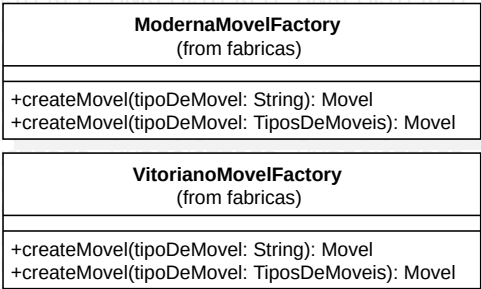 ModernaMovelFactory
(from fabricas)
+createMovel(tipoDeMovel: String): Movel
+createMovel(tipoDeMovel: TiposDeMoveis): Movel
VitorianoMovelFactory
(from fabricas)
+createMovel(tipoDeMovel: String): Movel
+createMovel(tipoDeMovel: TiposDeMoveis): Movel